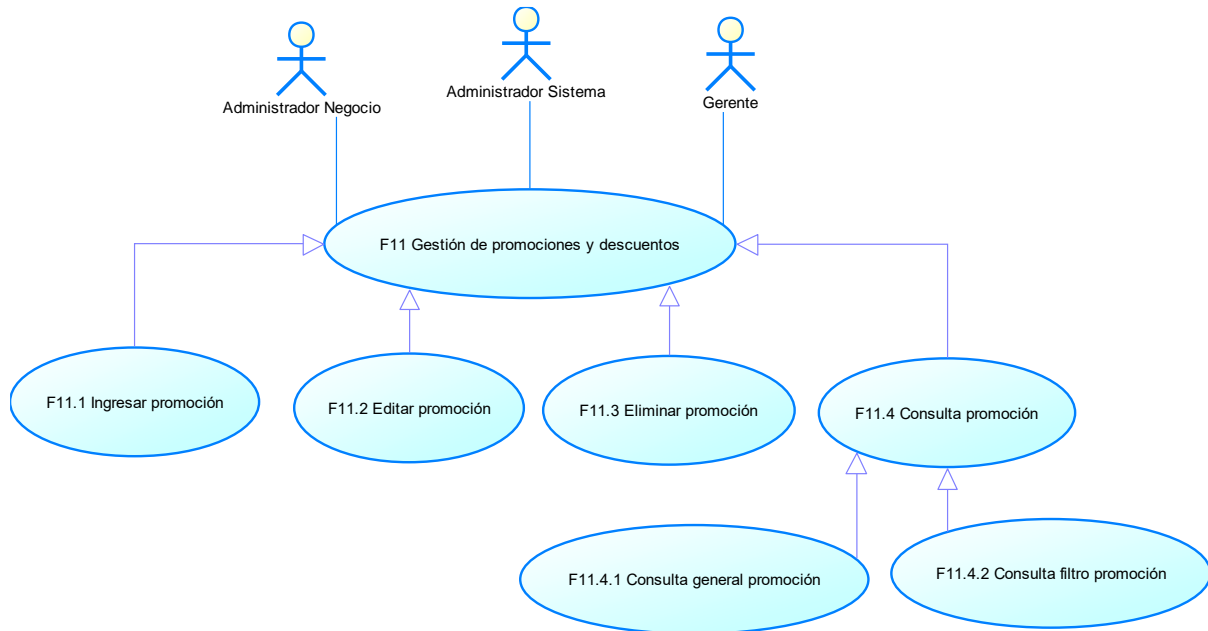 Administrador Negocio
Administrador Sistema
Gerente
F11 Gestión de promociones y descuentos
F11.1 Ingresar promoción
F11.2 Editar promoción
F11.3 Eliminar promoción
F11.4 Consulta promoción
F11.4.1 Consulta general promoción
F11.4.2 Consulta filtro promoción